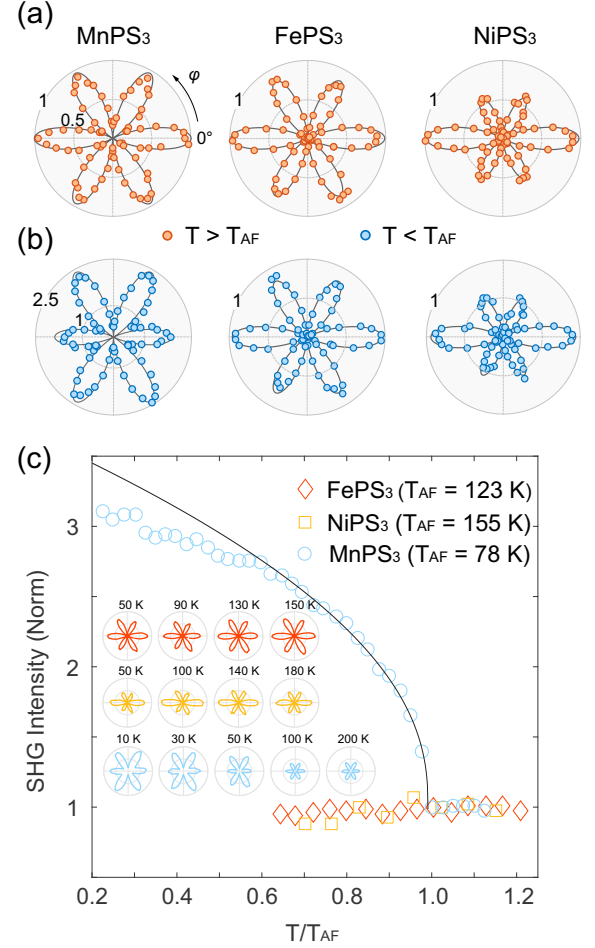 (a)
MnPS3 FePS3 NiPS3
φ
1 0.5 0° 1 1
T > TAF T < TAF
(b)
2.5 1 1 1
(c)
FePS3 (TAF = 123 K)
NiPS3 (TAF = 155 K)
MnPS3 (TAF = 78 K)
50 K 90 K 130 K 150 K
50 K 100 K 140 K 180 K
10 K 30 K 50 K 100 K 200 K
SHG Intensity (Norm)
3
2
1
0.2 0.4 0.6 0.8 1.0 1.2
T/TAF